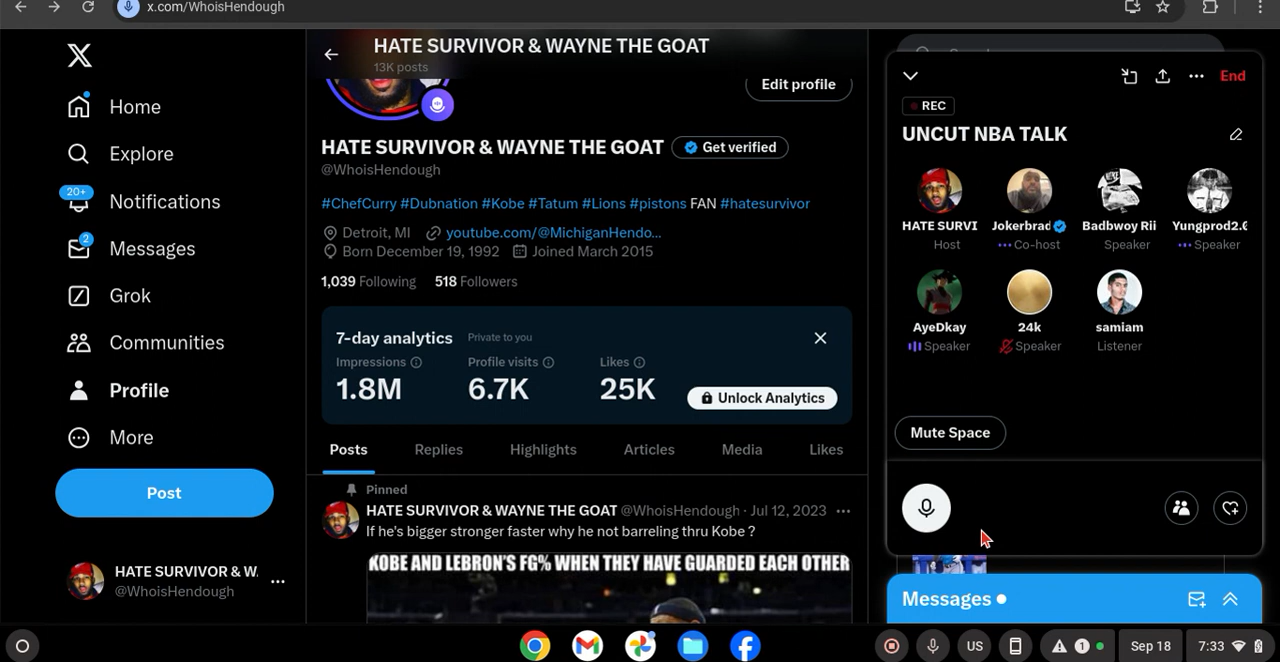 x.com/WhoisHendough
HATE SURVIVOR & WAYNE THE GOAT
13K posts
Home
Explore
20+
Notifications
2
Messages
Grok
Communities
Profile
More
Post
HATE SURVIVOR & W.
@WhoisHendough
Edit profile
HATE SURVIVOR & WAYNE THE GOAT
Get verified
@WhoisHendough
#ChefCurry #Dubnation #Kobe #Tatum #Lions #pistons FAN #hatesurvivor
Detroit, MI youtube.com/@MichiganHendo...
Born December 19, 1992 Joined March 2015
1,039 Following 518 Followers
7-day analytics Private to you
Impressions Profile visits Likes
1.8M 6.7K 25K
Unlock Analytics
Posts Replies Highlights Articles Media Likes
Pinned
HATE SURVIVOR & WAYNE THE GOAT @WhoisHendough · Jul 12, 2023
If he's bigger stronger faster why he not barreling thru Kobe ?
KOBE AND LEBRON'S FG% WHEN THEY HAVE GUARDED EACH OTHER
End
REC
UNCUT NBA TALK
HATE SURVI Jokerbrad Badbwoy Rii Yungprod2.0
Host Co-host Speaker Speaker
AyeDkay 24k samiam
Speaker Speaker Listener
Mute Space
Messages
US 1 Sep 18 7:33